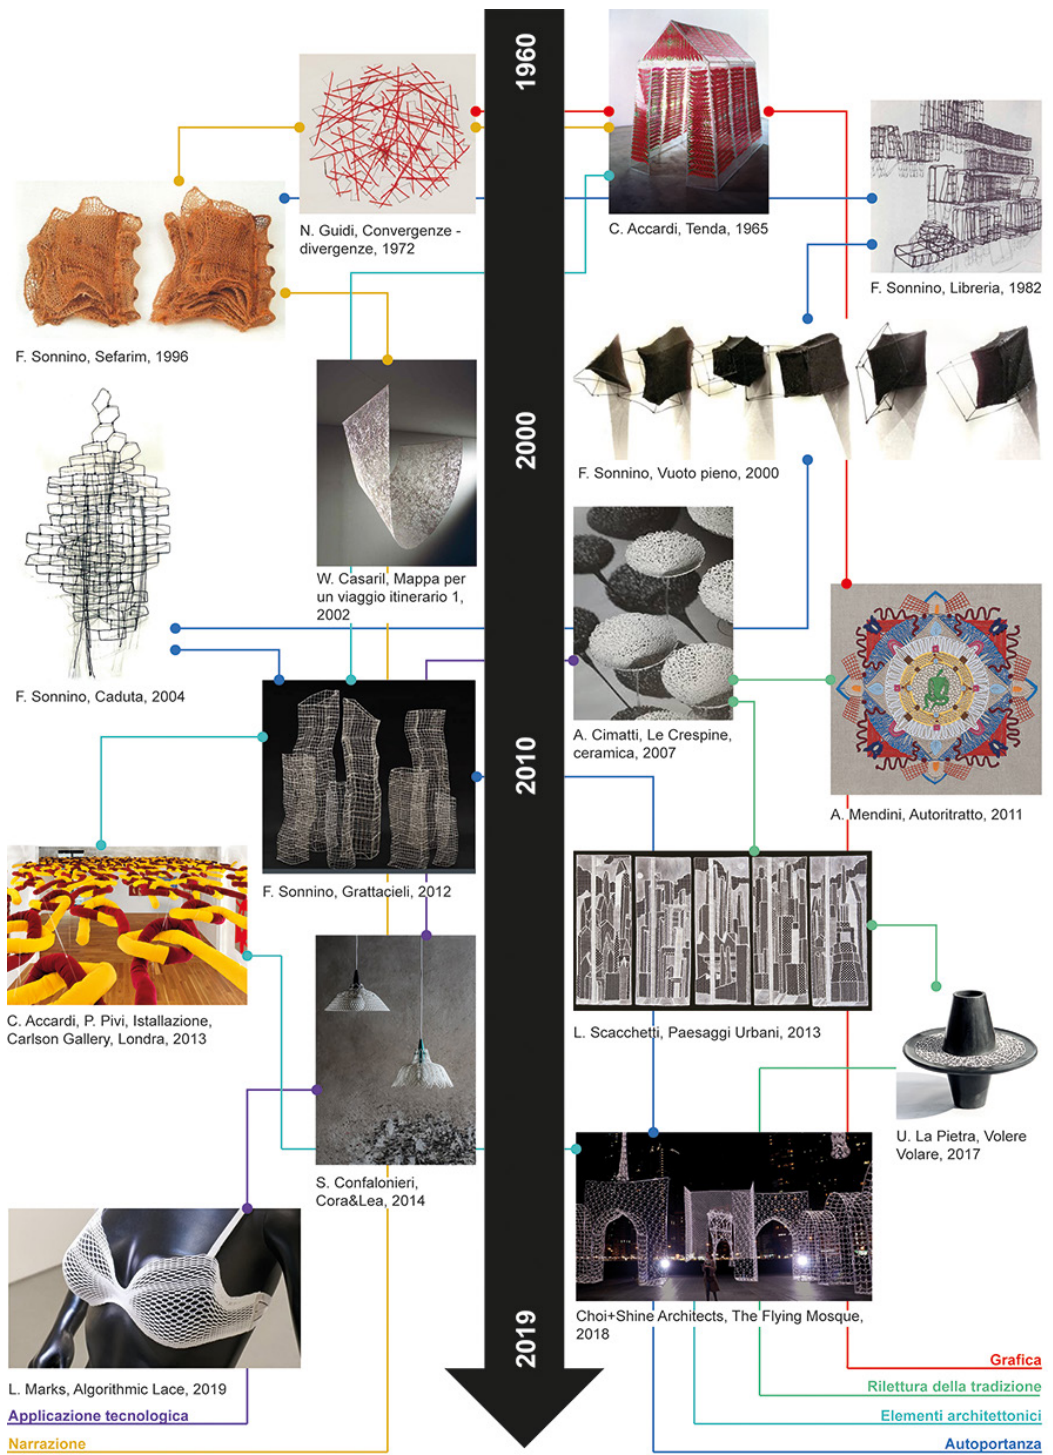 1960
N. Guidi, Convergenze -
divergenze, 1972
C. Accardi, Tenda, 1965
F. Sonnino, Libreria, 1982
F. Sonnino, Sefarim, 1996
2000
F. Sonnino, Vuoto pieno, 2000
W. Casaril, Mappa per
un viaggio itinerario 1,
2002
F. Sonnino, Caduta, 2004
A. Cimatti, Le Crespine,
ceramica, 2007
2010
A. Mendini, Autoritratto, 2011
F. Sonnino, Grattacieli, 2012
C. Accardi, P. Pivi, Istallazione,
Carlson Gallery, Londra, 2013
L. Scacchetti, Paesaggi Urbani, 2013
U. La Pietra, Volere
Volare, 2017
S. Confalonieri,
Cora&Lea, 2014
Choi+Shine Architects, The Flying Mosque,
2018
2019
L. Marks, Algorithmic Lace, 2019
Grafica
Rilettura della tradizione
Applicazione tecnologica
Elementi architettonici
Narrazione
Autoportanza